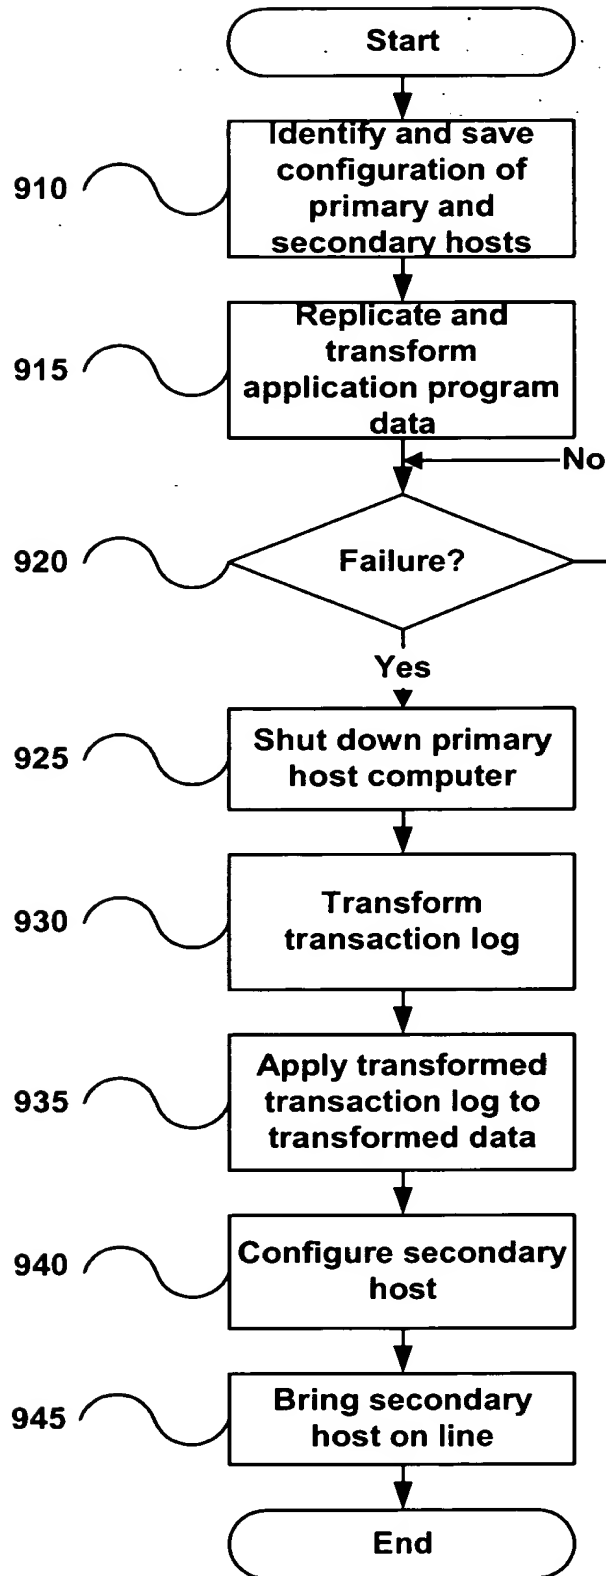 Start
910
Identify and save
configuration of
primary and
secondary hosts
915
Replicate and
transform
application program
data
No
920
Failure?
Yes
925
Shut down primary
host computer
930
Transform
transaction log
935
Apply transformed
transaction log to
transformed data
940
Configure secondary
host
945
Bring secondary
host on line
End